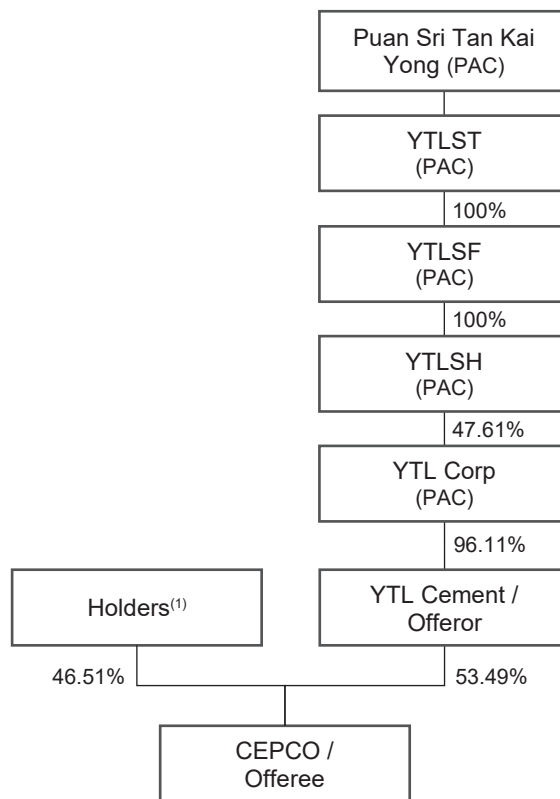 Puan Sri Tan Kai
Yong (PAC)
YTLST
(PAC)
100%
YTLSF
(PAC)
100%
YTLSH
(PAC)
47.61%
YTL Corp
(PAC)
96.11%
Holders(1)
YTL Cement /
Offeror
46.51%
53.49%
CEPCO /
Offeree